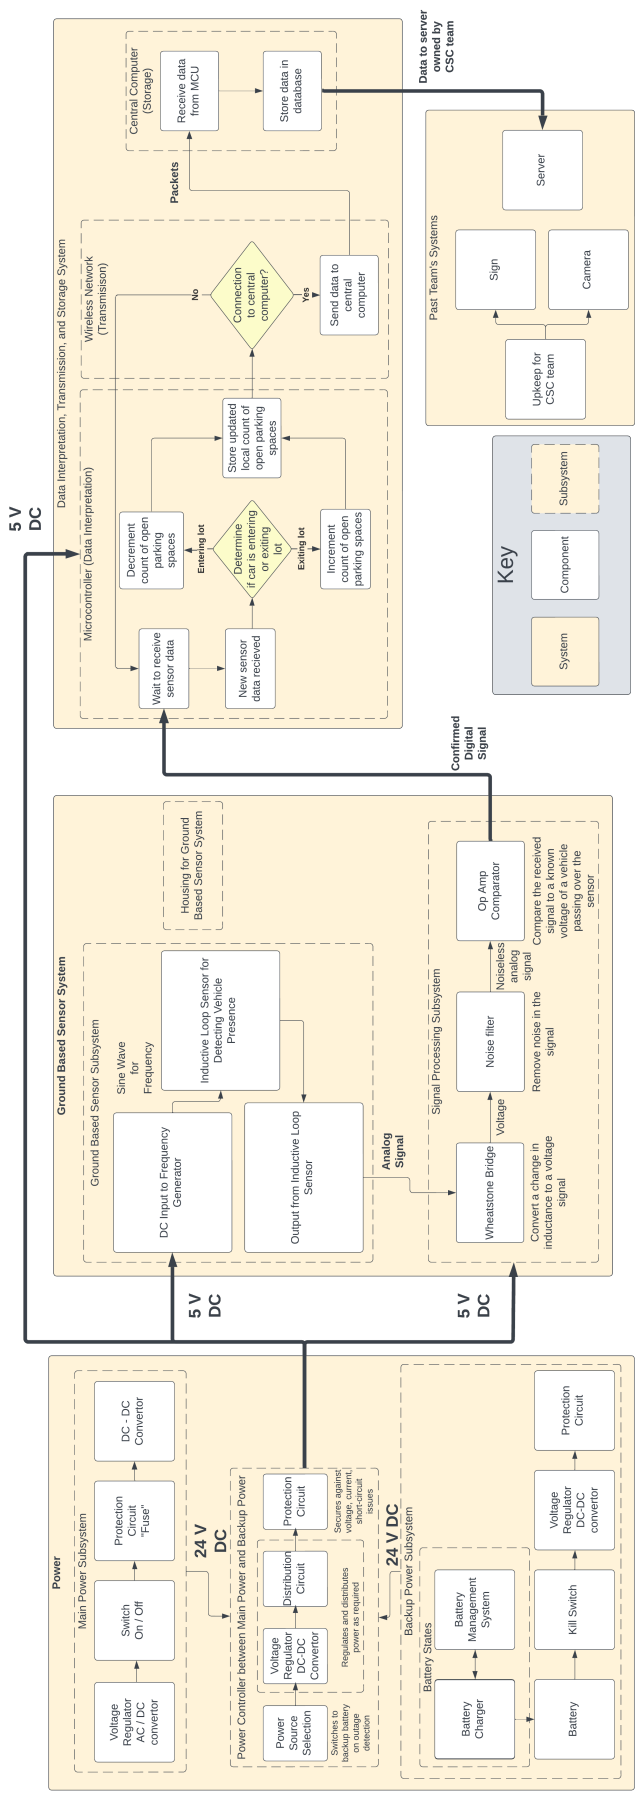 Power
Main Power Subsystem
Voltage
Regulator
AC / DC
convertor
Switch
On / Off
Protection
Circuit
"Fuse"
DC - DC
Convertor
24 V
DC
Power Controller between Main Power and Backup Power
Power
Source
Selection
Switches to
backup battery
on outage
detection
Voltage
Regulator
DC-DC
Convertor
Distribution
Circuit
Regulates and distributes
power as required
Protection
Circuit
Secures against
voltage, current,
short-circuit
issues
24 V DC
Backup Power Subsystem
Battery States
Battery
Charger
Battery
Management
System
Battery
Kill Switch
Voltage
Regulator
DC-DC
convertor
Protection
Circuit
5 V
DC
5 V
DC
5 V
DC
Ground Based Sensor System
Ground Based Sensor Subsystem
DC Input to Frequency
Generator
Sine Wave
for
Frequency
Inductive Loop Sensor for
Detecting Vehicle
Presence
Output from Inductive Loop
Sensor
Housing for Ground
Based Sensor System
Analog
Signal
Signal Processing Subsystem
Wheatstone Bridge
Convert a change in
inductance to a voltage
signal
Voltage
Noise filter
Remove noise in the
signal
Noiseless
analog
signal
Op Amp
Comparator
Compare the received
signal to a known
voltage of a vehicle
passing over the
sensor
Confirmed
Digital
Signal
Data Interpretation, Transmission, and Storage System
Microcontroller (Data Interpretation)
Wait to receive
sensor data
New sensor
data recieved
Determine
if car is entering
or exiting
lot
Entering lot
Exiting lot
Decrement
count of open
parking
spaces
Increment
count of open
parking spaces
Store updated
local count of
open parking
spaces
Wireless Network
(Transmisison)
Connection
to central
computer?
No
Yes
Send data to
central
computer
Packets
Central Computer
(Storage)
Receive data
from MCU
Store data in
database
Data to server
owned by
CSC team
Past Team's Systems
Upkeep for
CSC team
Sign
Camera
Server
Key
System
Component
Subsystem